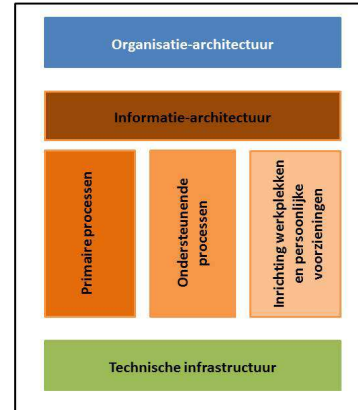 Organisatie-architectuur
Informatie-architectuur
Primaire processen
Ondersteunende
processen
Inrichting werkplekken
en persoonlijke
voorzieningen
Technische infrastructuur